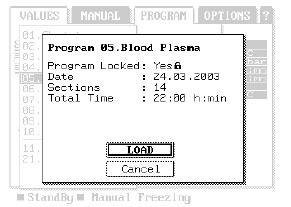 VALUES MANUAL PROGRAM OPTIONS ?
01.
02.
03.
04.
05.
06.
07.
08.
09.
10.
11.
21.
Program 05.Blood Plasma
Program Locked: Yes
Date : 24.03.2003
Sections : 14
Total Time : 22:00 h:min
LOAD
Cancel
StandBy Manual Freezing